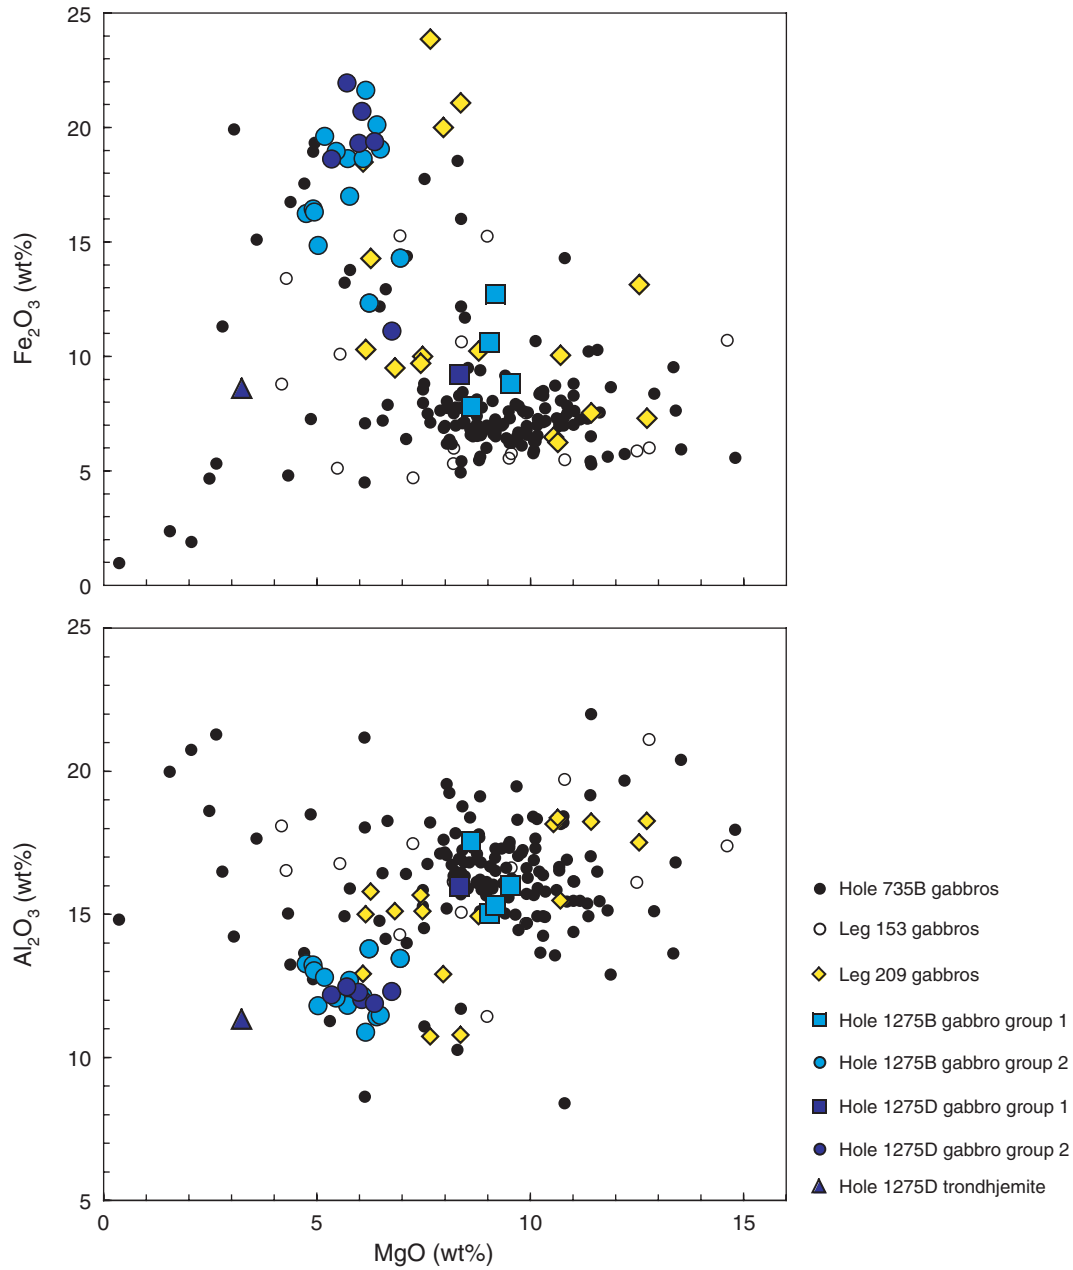 25
20
15
10
5
0
Fe2O3 (wt%)
25
20
15
10
5
Al2O3 (wt%)
0 5 10 15
MgO (wt%)
Hole 735B gabbros
Leg 153 gabbros
Leg 209 gabbros
Hole 1275B gabbro group 1
Hole 1275B gabbro group 2
Hole 1275D gabbro group 1
Hole 1275D gabbro group 2
Hole 1275D trondhjemite